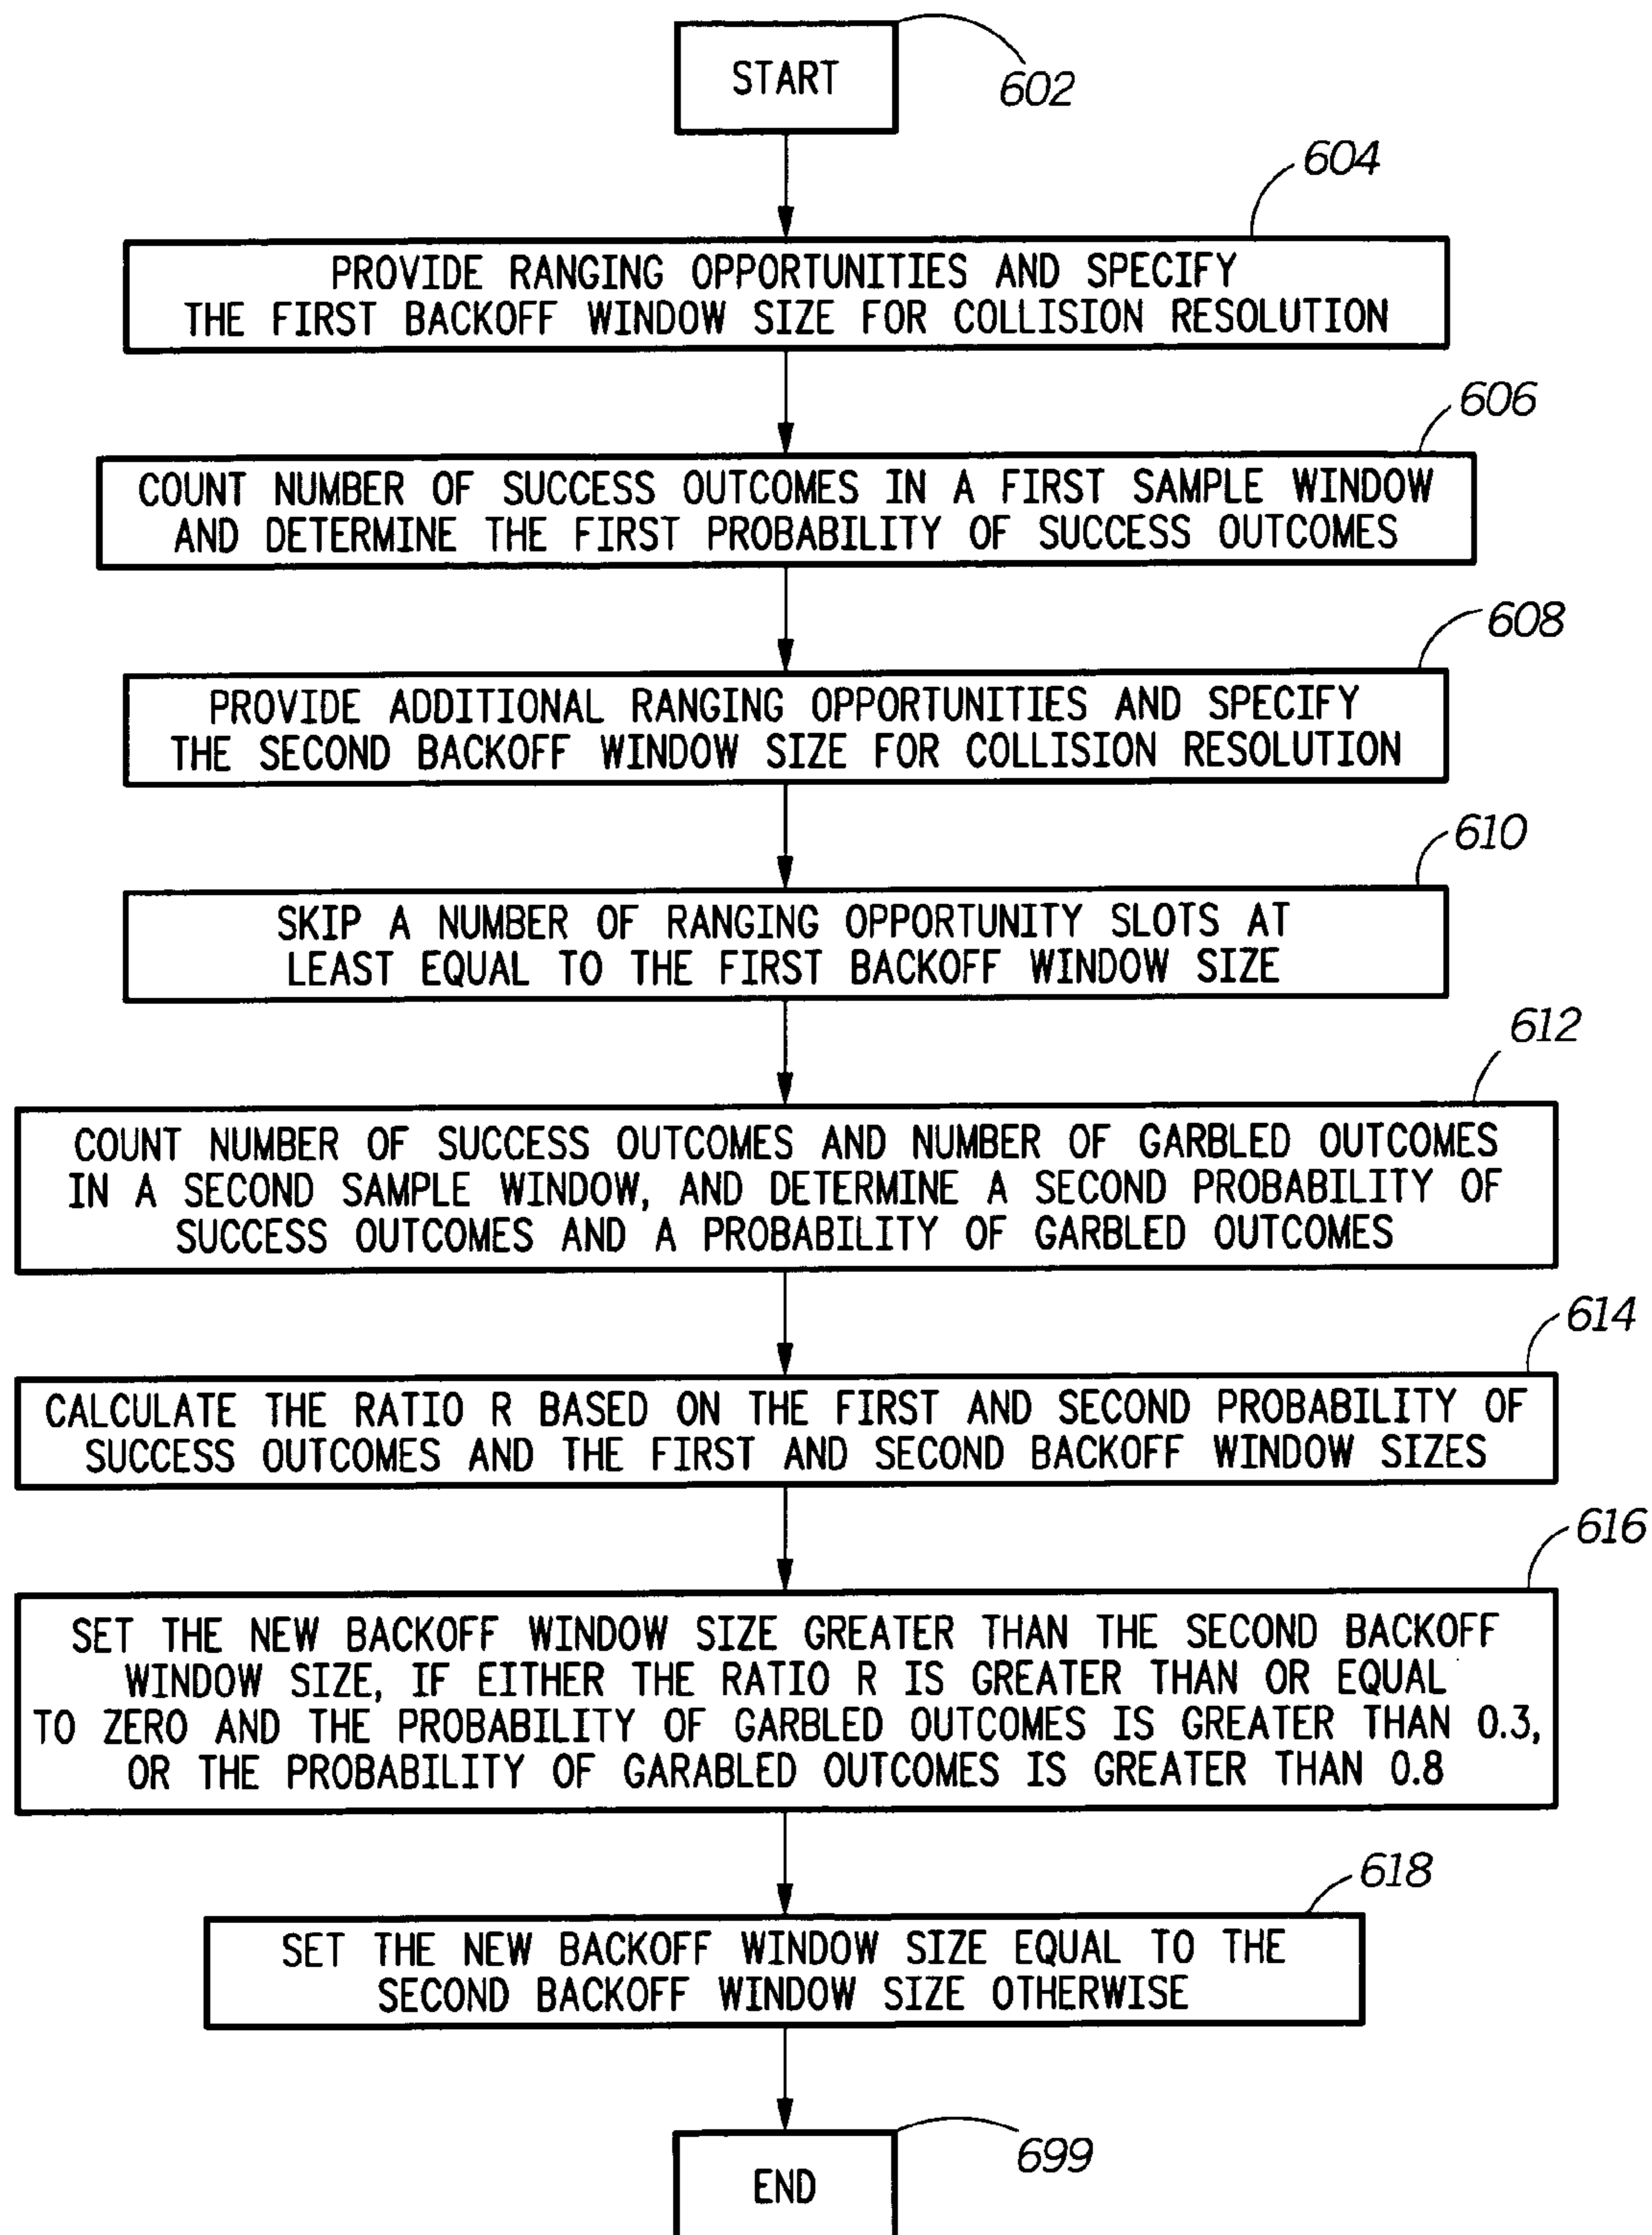 START
602
604
PROVIDE RANGING OPPORTUNITIES AND SPECIFY
THE FIRST BACKOFF WINDOW SIZE FOR COLLISION RESOLUTION
606
COUNT NUMBER OF SUCCESS OUTCOMES IN A FIRST SAMPLE WINDOW
AND DETERMINE THE FIRST PROBABILITY OF SUCCESS OUTCOMES
608
PROVIDE ADDITIONAL RANGING OPPORTUNITIES AND SPECIFY
THE SECOND BACKOFF WINDOW SIZE FOR COLLISION RESOLUTION
610
SKIP A NUMBER OF RANGING OPPORTUNITY SLOTS AT
LEAST EQUAL TO THE FIRST BACKOFF WINDOW SIZE
612
COUNT NUMBER OF SUCCESS OUTCOMES AND NUMBER OF GARBLED OUTCOMES
IN A SECOND SAMPLE WINDOW, AND DETERMINE A SECOND PROBABILITY OF
SUCCESS OUTCOMES AND A PROBABILITY OF GARBLED OUTCOMES
614
CALCULATE THE RATIO R BASED ON THE FIRST AND SECOND PROBABILITY OF
SUCCESS OUTCOMES AND THE FIRST AND SECOND BACKOFF WINDOW SIZES
616
SET THE NEW BACKOFF WINDOW SIZE GREATER THAN THE SECOND BACKOFF
WINDOW SIZE, IF EITHER THE RATIO R IS GREATER THAN OR EQUAL
TO ZERO AND THE PROBABILITY OF GARBLED OUTCOMES IS GREATER THAN 0.3,
OR THE PROBABILITY OF GARABLED OUTCOMES IS GREATER THAN 0.8
618
SET THE NEW BACKOFF WINDOW SIZE EQUAL TO THE
SECOND BACKOFF WINDOW SIZE OTHERWISE
699
END